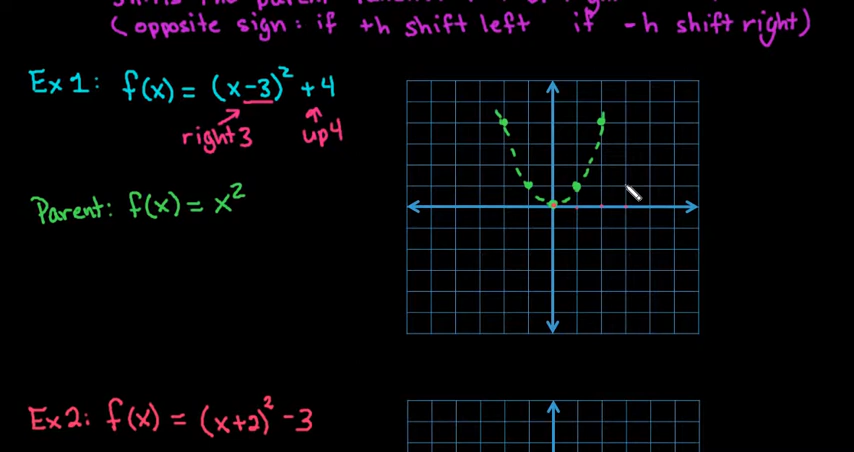 (opposite sign: if +h shift left if -h shift right)
Ex 1: f(x) = (x-3)² + 4
right 3 up 4
Parent: f(x) = x²
Ex 2: f(x) = (x+2)² - 3